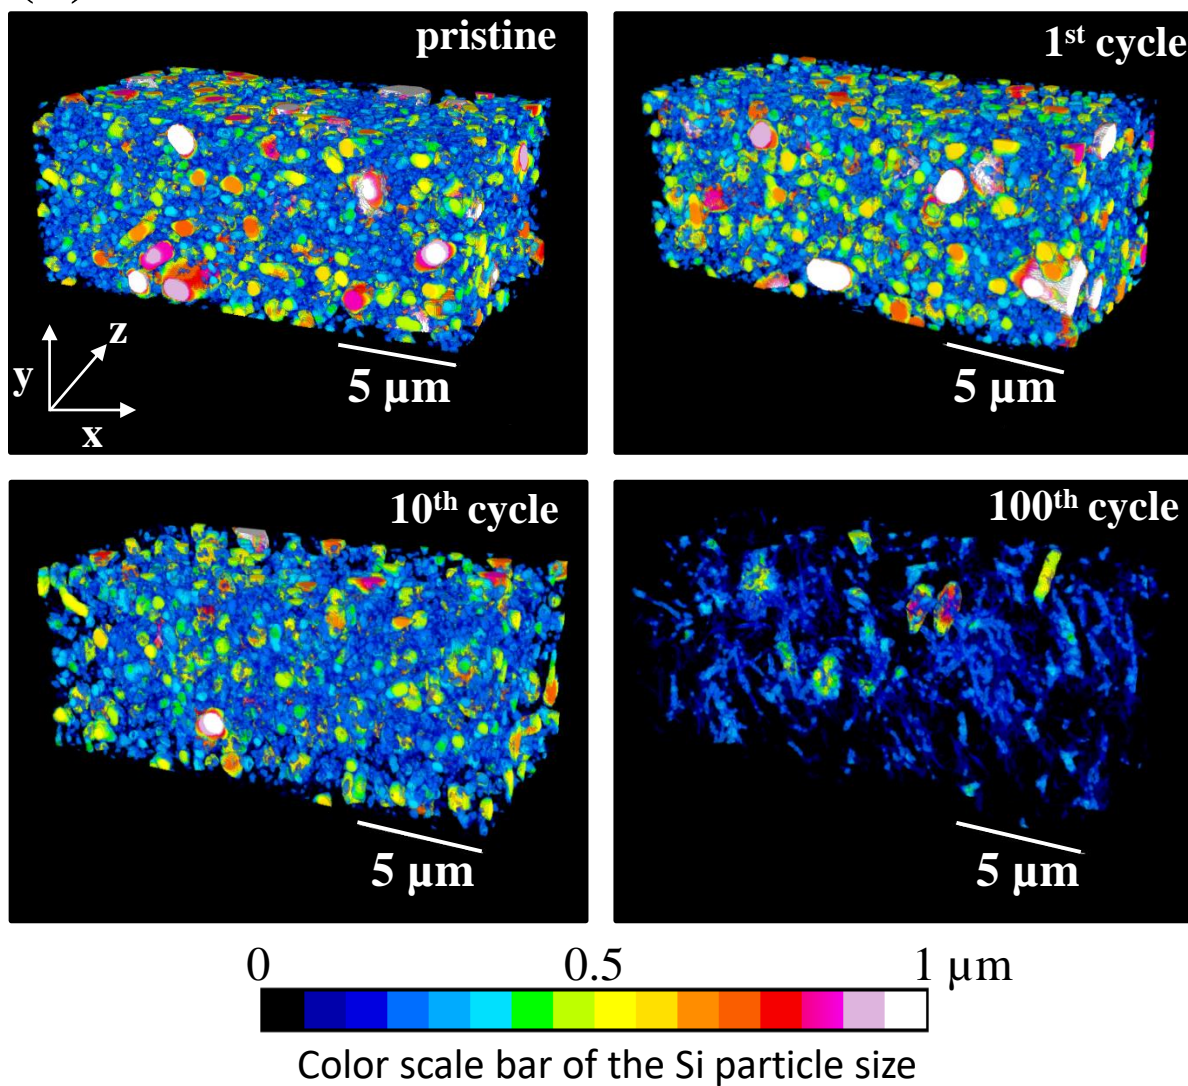 pristine
1st cycle
y
z
x
5 μm
5 μm
10th cycle
100th cycle
5 μm
5 μm
0 0.5 1 μm
Color scale bar of the Si particle size